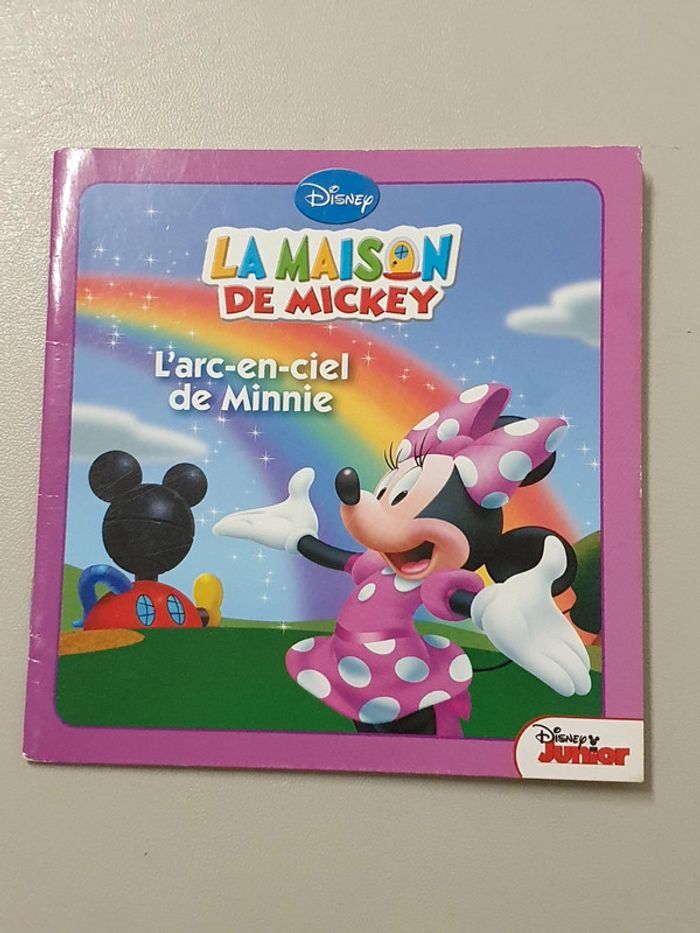 Disney
LA MAISON
DE MICKEY
L'arc-en-ciel
de Minnie
Disney
Junior